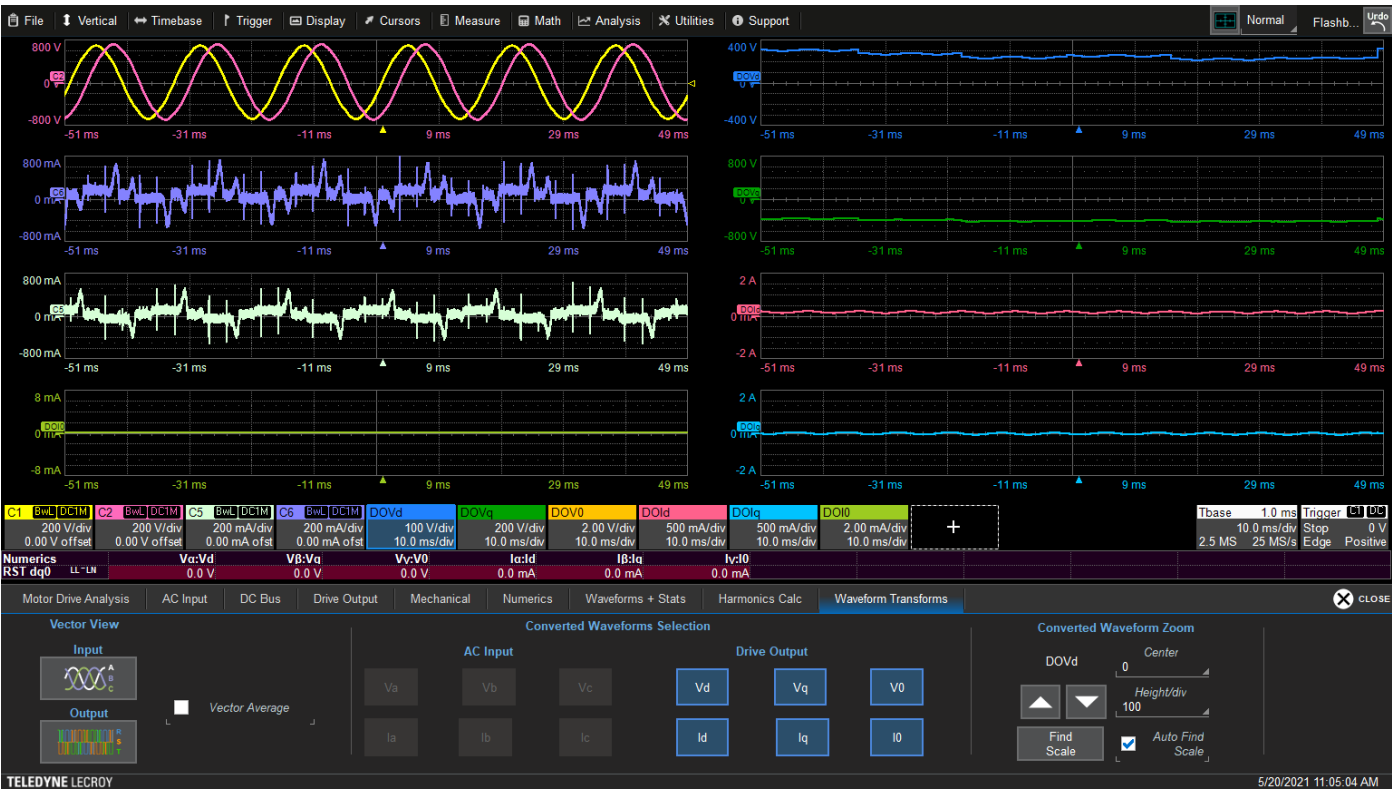 File Vertical Timebase Trigger Display Cursors Measure Math Analysis Utilities Support Normal Flashb... Undo
800 V
C2
0 V
-800 V
-51 ms -31 ms -11 ms 9 ms 29 ms 49 ms
400 V
DOVd
0 V
-400 V
-51 ms -31 ms -11 ms 9 ms 29 ms 49 ms
800 mA
C6
0 mA
-800 mA
-51 ms -31 ms -11 ms 9 ms 29 ms 49 ms
800 V
DOVq
0 V
-800 V
-51 ms -31 ms -11 ms 9 ms 29 ms 49 ms
800 mA
C5
0 mA
-800 mA
-51 ms -31 ms -11 ms 9 ms 29 ms 49 ms
2 A
DOId
0 mA
-2 A
-51 ms -31 ms -11 ms 9 ms 29 ms 49 ms
8 mA
DOI0
0 mA
-8 mA
-51 ms -31 ms -11 ms 9 ms 29 ms 49 ms
2 A
DOIq
0 mA
-2 A
-51 ms -31 ms -11 ms 9 ms 29 ms 49 ms
C1 BwL DC1M C2 BwL DC1M C5 BwL DC1M C6 BwL DC1M DOVd DOVq DOV0 DOId DOIq DOI0 Tbase 1.0 ms Trigger C1 DC
200 V/div 200 V/div 200 mA/div 200 mA/div 100 V/div 200 V/div 2.00 V/div 500 mA/div 500 mA/div 2.00 mA/div + 10.0 ms/div Stop 0 V
0.00 V offset 0.00 V offset 0.00 mA ofst 0.00 mA ofst 10.0 ms/div 10.0 ms/div 10.0 ms/div 10.0 ms/div 10.0 ms/div 10.0 ms/div 2.5 MS 25 MS/s Edge Positive
Numerics Vα:Vd Vβ:Vq Vγ:V0 Iα:Id Iβ:Iq Iγ:I0
RST dq0 LL-LN 0.0 V 0.0 V 0.0 V 0.0 mA 0.0 mA 0.0 mA
Motor Drive Analysis AC Input DC Bus Drive Output Mechanical Numerics Waveforms + Stats Harmonics Calc Waveform Transforms CLOSE
Vector View
Input
A
B
C
Output
R
S
T
Vector Average
Converted Waveforms Selection
AC Input
Va Vb Vc
Ia Ib Ic
Drive Output
Vd Vq V0
Id Iq I0
Converted Waveform Zoom
DOVd
Center
0
Height/div
100
Find
Scale
Auto Find
Scale
TELEDYNE LECROY 5/20/2021 11:05:04 AM